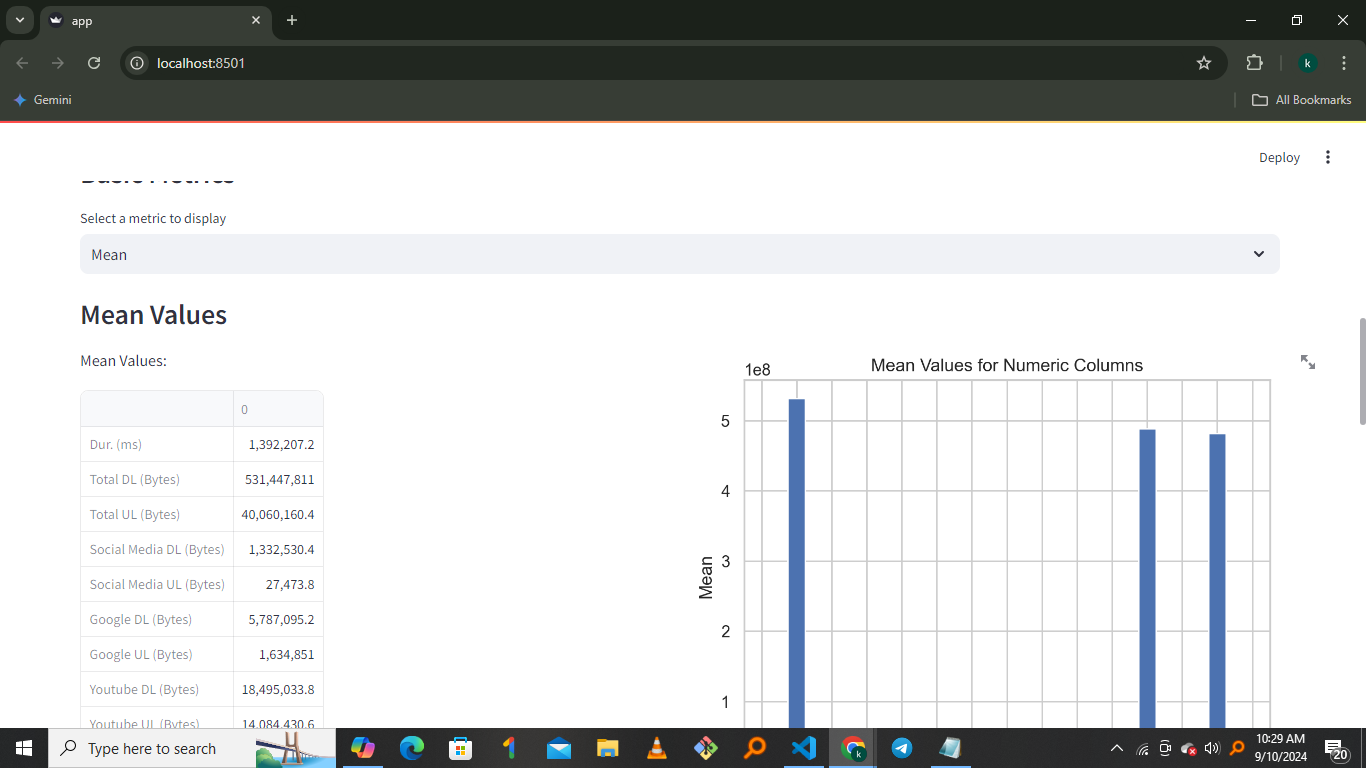 app
localhost:8501
k
Gemini
All Bookmarks
Deploy
Basic Metrics
Select a metric to display
Mean
Mean Values
Mean Values:
0
Dur. (ms) 1,392,207.2
Total DL (Bytes) 531,447,811
Total UL (Bytes) 40,060,160.4
Social Media DL (Bytes) 1,332,530.4
Social Media UL (Bytes) 27,473.8
Google DL (Bytes) 5,787,095.2
Google UL (Bytes) 1,634,851
Youtube DL (Bytes) 18,495,033.8
Youtube UL (Bytes) 14,084,430.6
Mean Values for Numeric Columns
1e8
5
4
3
2
1
Mean
Type here to search
k
10:29 AM
9/10/2024
20